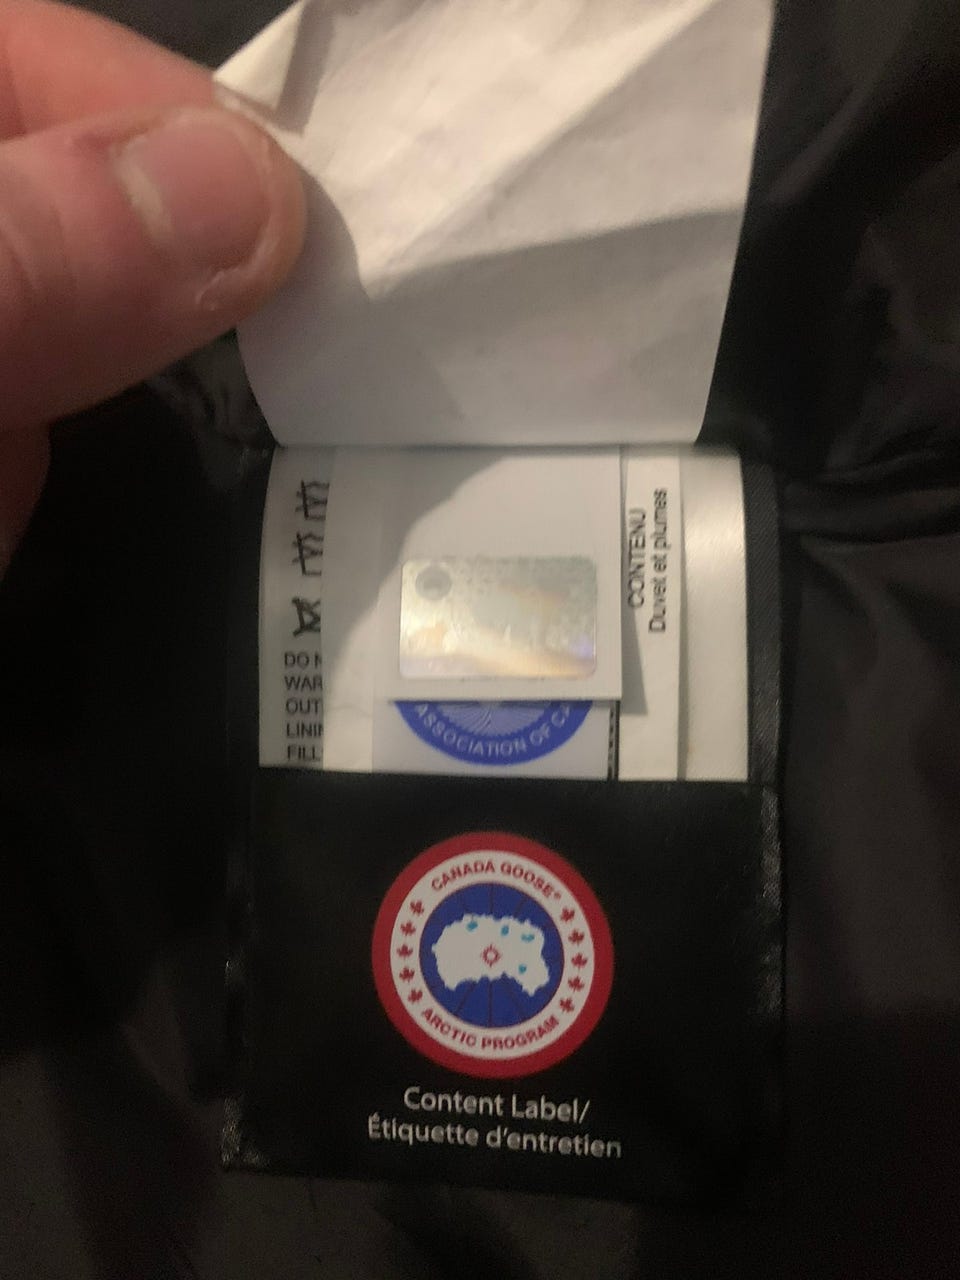 CONTENU
Duvet et plumes
DO N
WAR
OUT
LININ
FILL
ASSOCIATION OF CA
CANADA GOOSE®
ARCTIC PROGRAM
Content Label/
Étiquette d'entretien